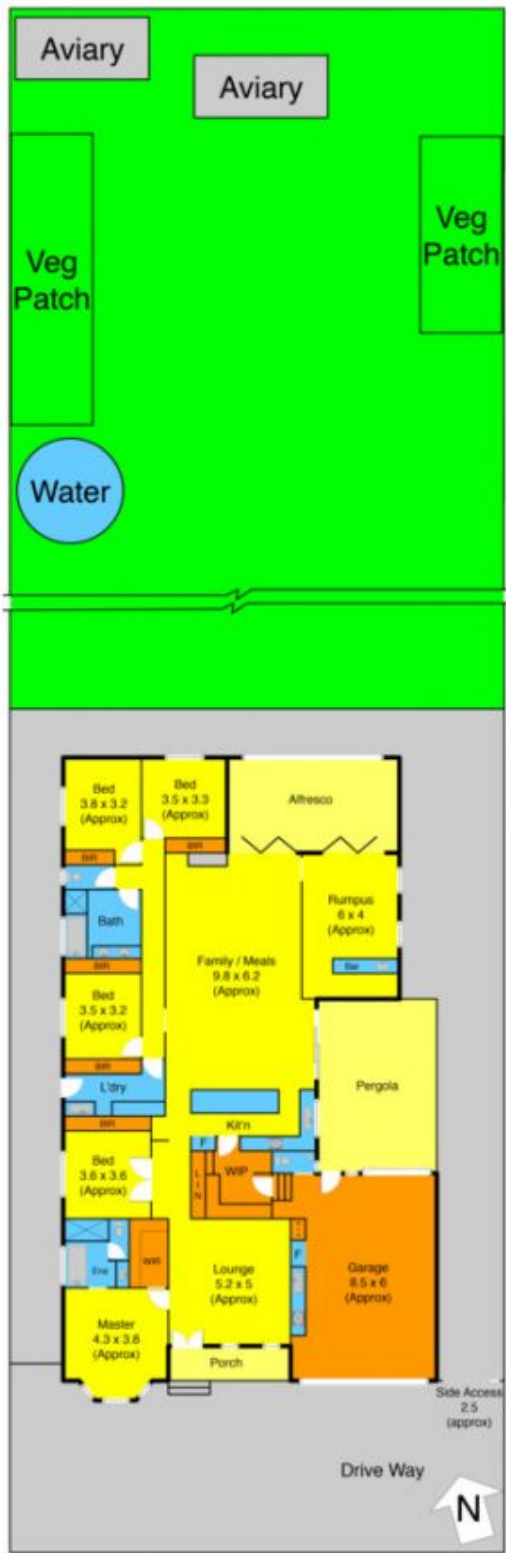 Aviary
Aviary
Veg
Patch
Veg
Patch
Water
Bed
3.8 x 3.2
(Approx)
Bed
3.5 x 3.3
(Approx)
Alfresco
BIR
BIR
Bath
Rumpus
6 x 4
(Approx)
Bar
Family / Meals
9.8 x 6.2
(Approx)
BIR
Bed
3.5 x 3.2
(Approx)
BIR
L'dry
Pergola
BIR
Kit'n
F
WIP
L
I
N
Bed
3.6 x 3.6
(Approx)
WIR
Ens
Lounge
5.2 x 5
(Approx)
F
Garage
8.5 x 6
(Approx)
Master
4.3 x 3.8
(Approx)
Porch
Side Access
2.5
(approx)
Drive Way
N